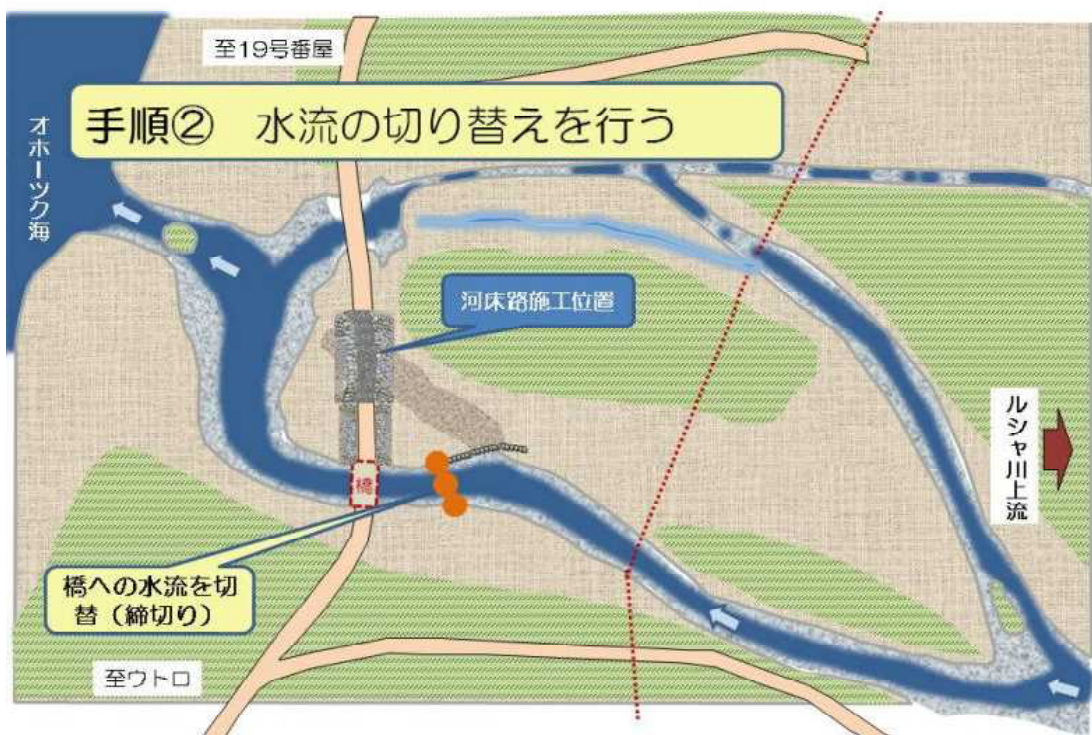 至19号番屋
手順② 水流の切り替えを行う
オホーツク海
河床路施工位置
ルシャ川上流
橋
橋への水流を切
替（締切り）
至ウトロ